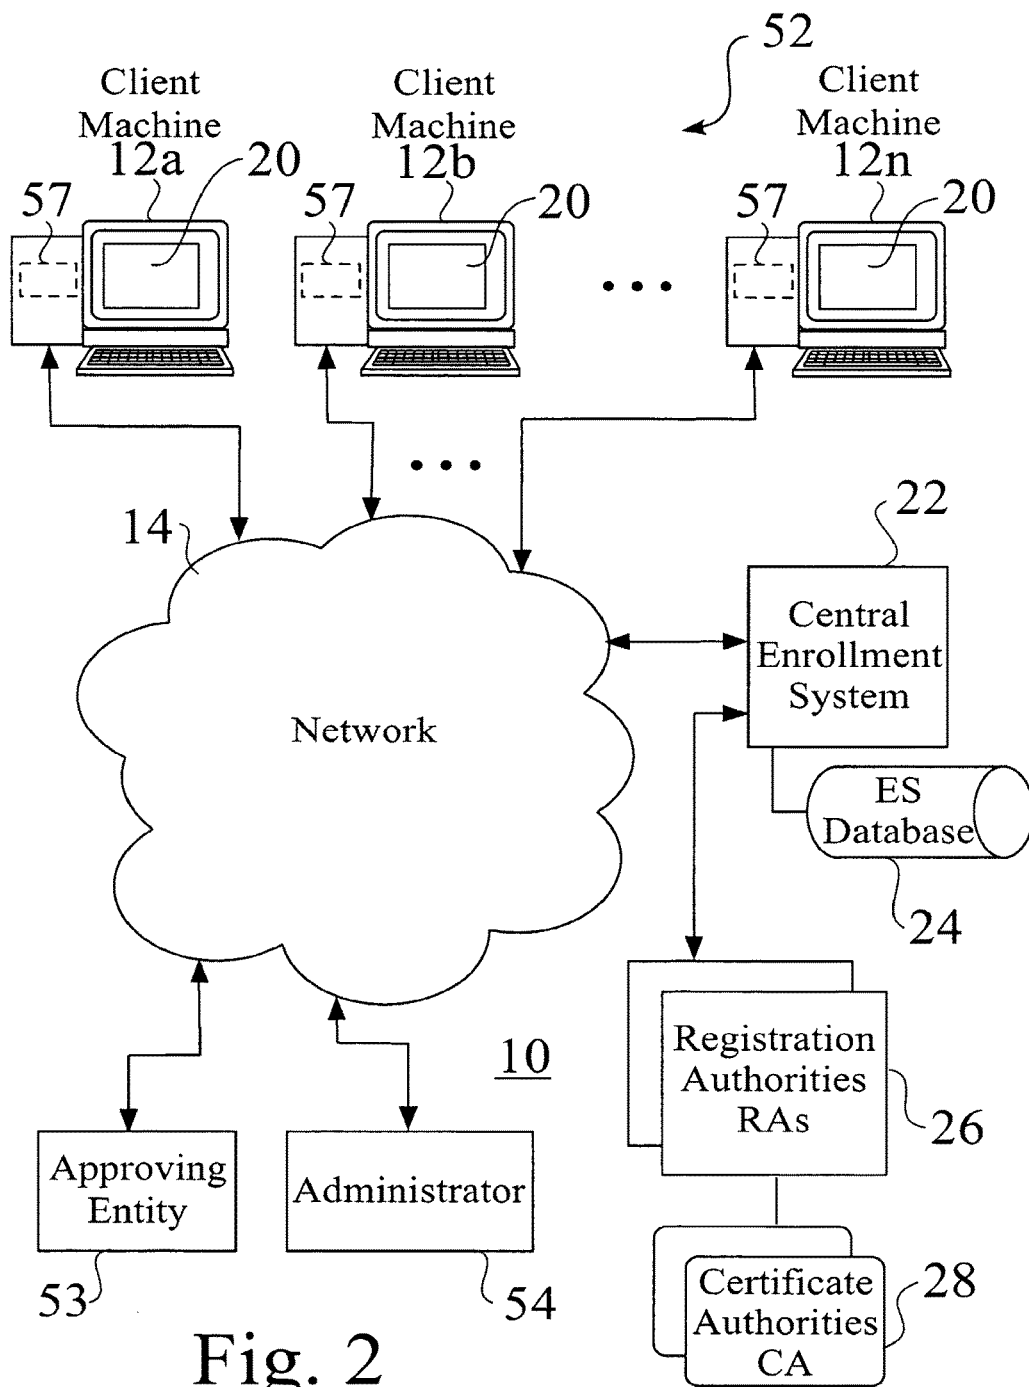 52
Client
Machine
12a
20
57
Client
Machine
12b
20
57
Client
Machine
12n
20
57
14
Network
22
Central
Enrollment
System
ES
Database
24
10
Registration
Authorities
RAs
26
Approving
Entity
53
Administrator
54
Certificate
Authorities
CA
28
Fig. 2